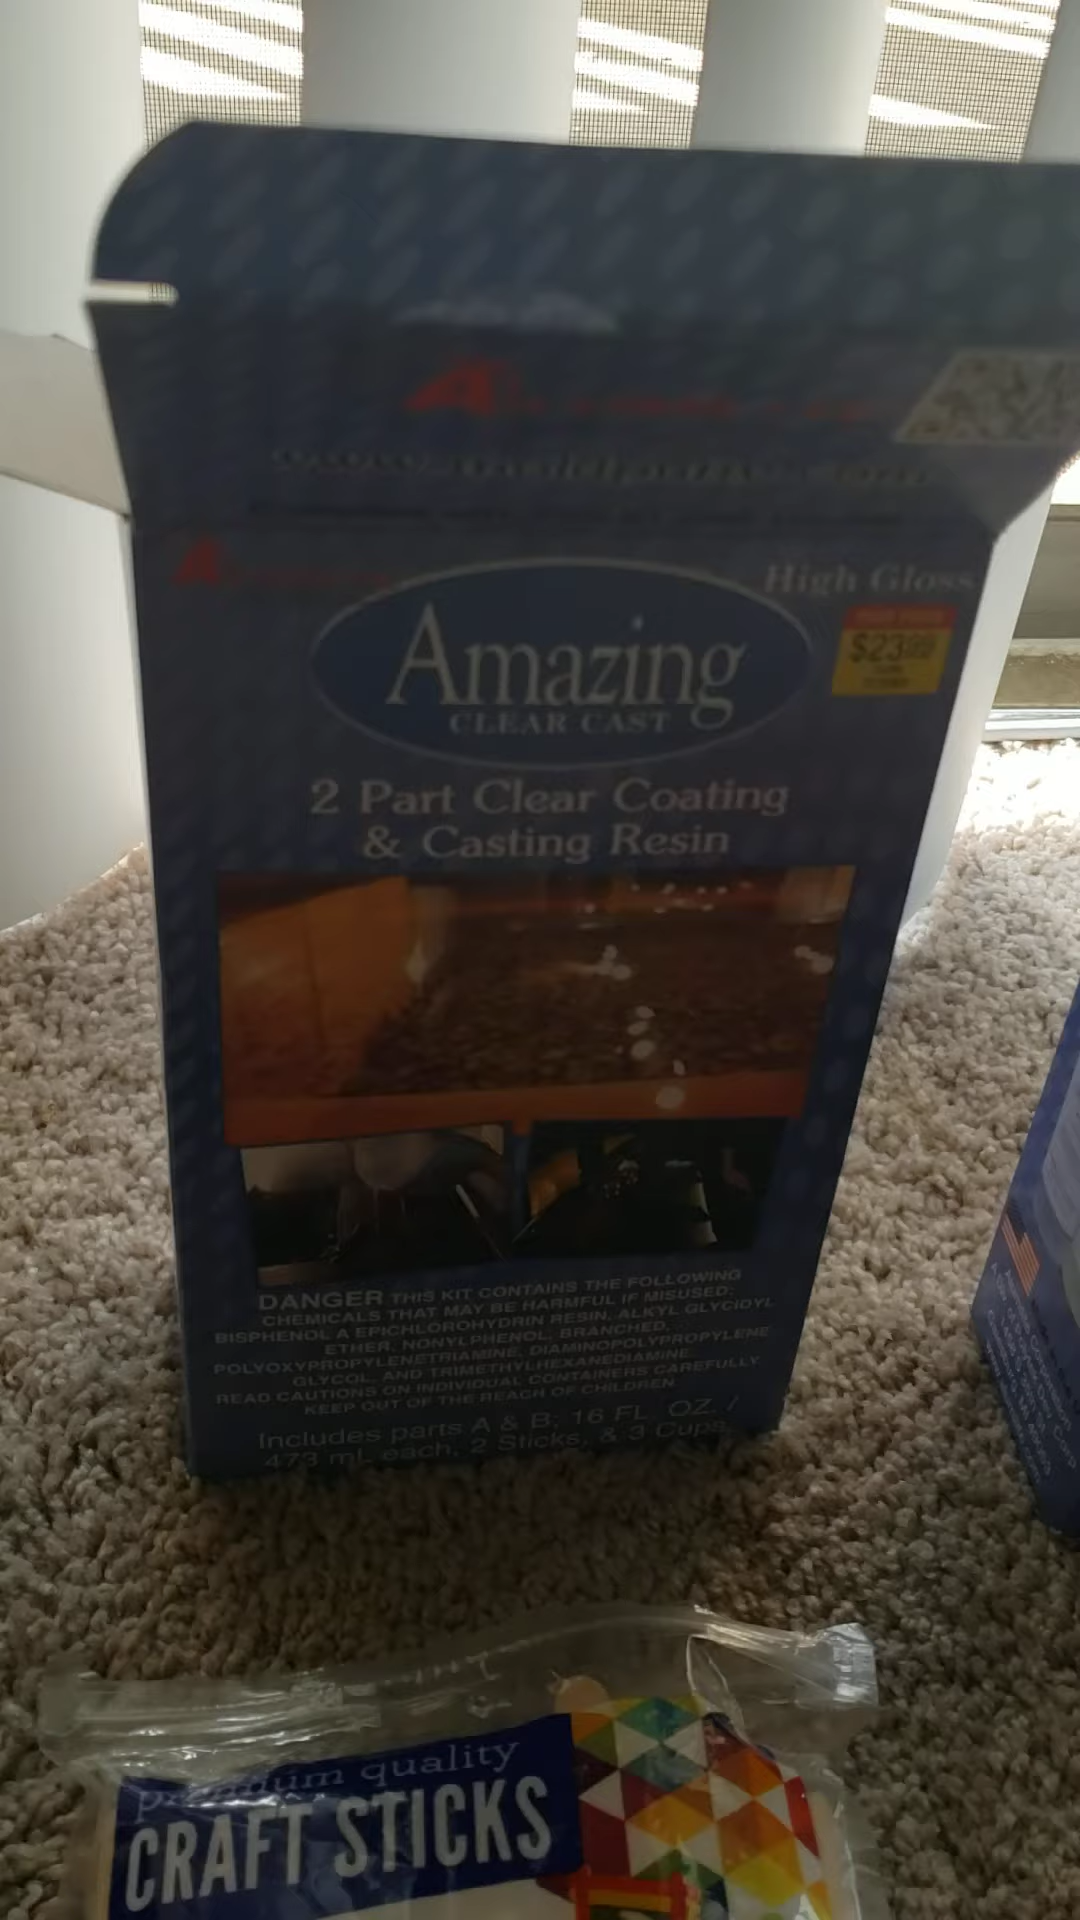 High Gloss
$23
Amazing
CLEAR CAST
2 Part Clear Coating
& Casting Resin
DANGER THIS KIT CONTAINS THE FOLLOWING
CHEMICALS THAT MAY BE HARMFUL IF MISUSED:
BISPHENOL A EPICHLOROHYDRIN RESIN, ALKYL GLYCIDYL
ETHER, NONYLPHENOL, BRANCHED,
POLYOXYPROPYLENETRIAMINE, DIAMINOPOLYPROPYLENE
GLYCOL, AND TRIMETHYLHEXANEDIAMINE.
READ CAUTIONS ON INDIVIDUAL CONTAINERS CAREFULLY.
KEEP OUT OF THE REACH OF CHILDREN
Includes parts A & B; 16 FL. OZ. /
473 mL each, 2 Sticks, & 3 Cups
premium quality
CRAFT STICKS